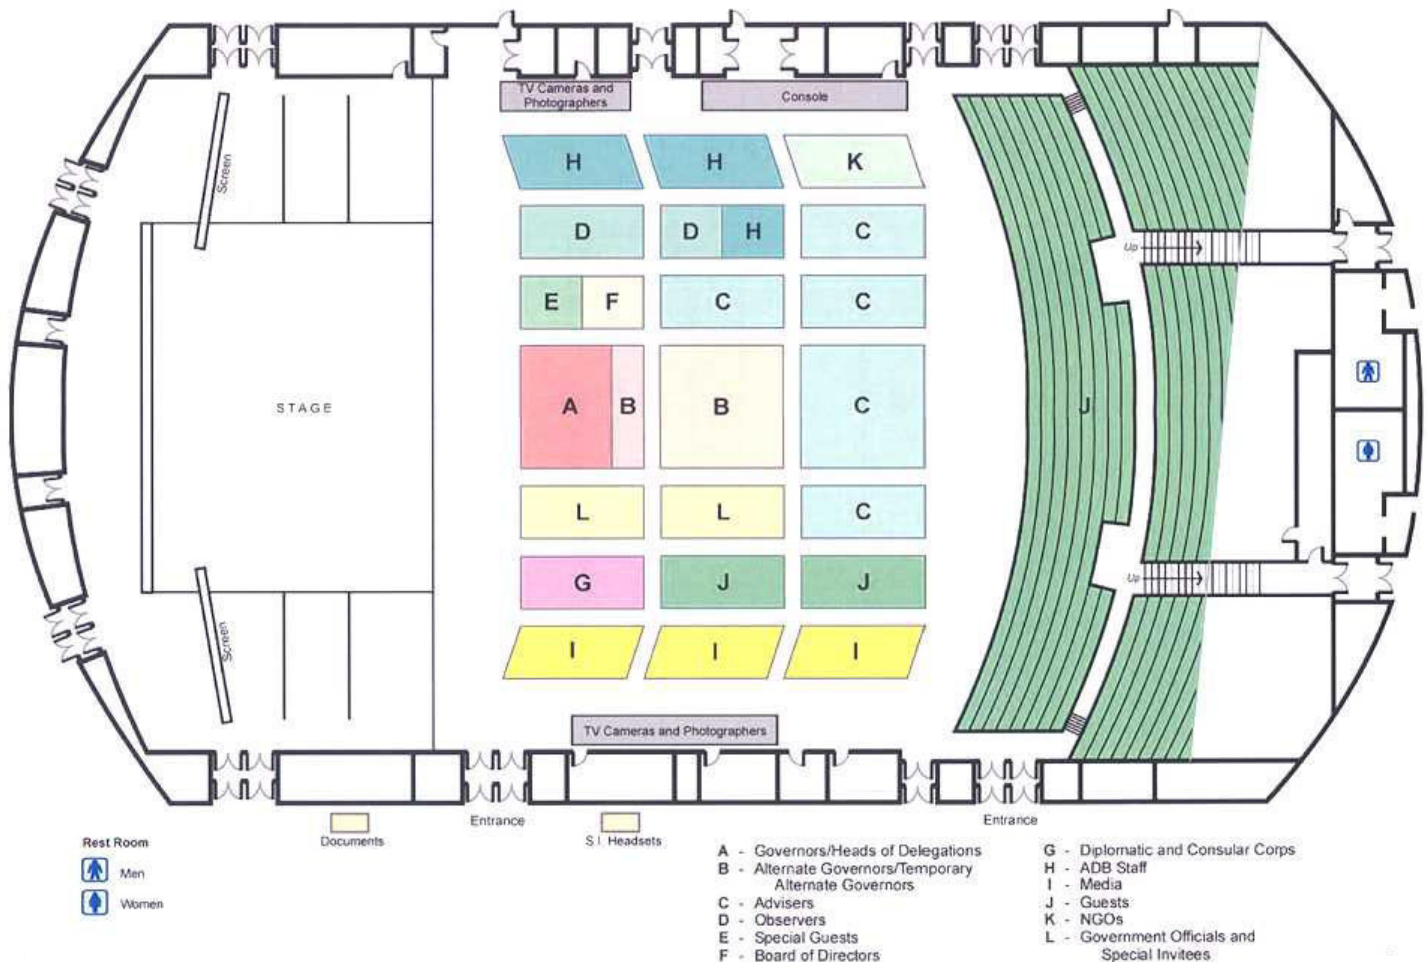 TV Cameras and
Photographers
Console
Screen
H
H
K
D
D
H
C
Up
E
F
C
C
STAGE
A
B
B
C
J
L
L
C
G
J
J
Up
Screen
I
I
I
TV Cameras and Photographers
Entrance
Entrance
Documents
S.I. Headsets
Rest Room
Men
Women
A - Governors/Heads of Delegations
B - Alternate Governors/Temporary
Alternate Governors
C - Advisers
D - Observers
E - Special Guests
F - Board of Directors
G - Diplomatic and Consular Corps
H - ADB Staff
I - Media
J - Guests
K - NGOs
L - Government Officials and
Special Invitees